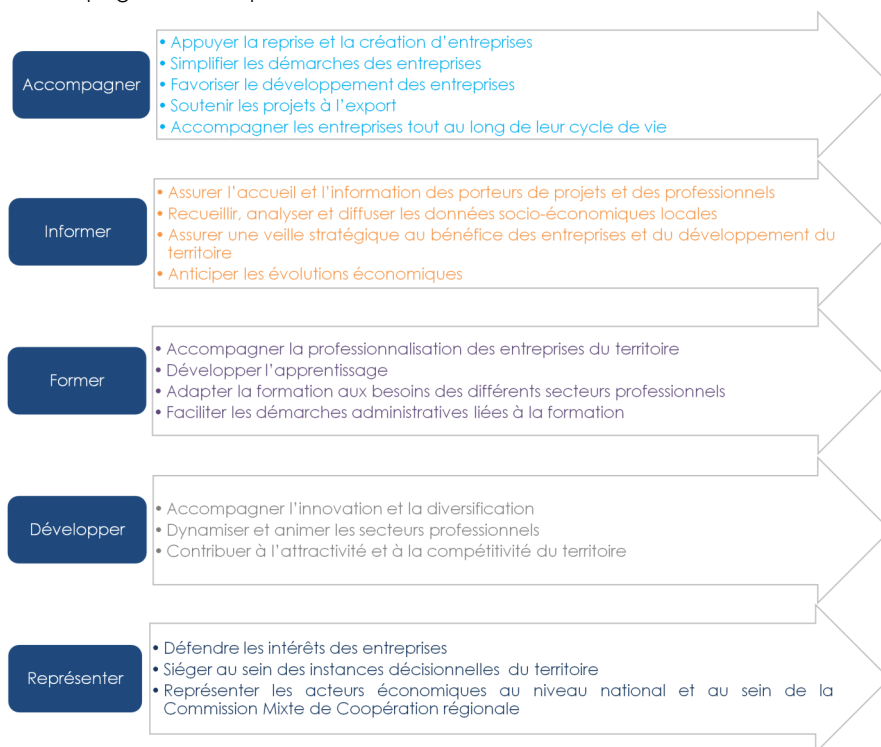 Accompagner
• Appuyer la reprise et la création d'entreprises
• Simplifier les démarches des entreprises
• Favoriser le développement des entreprises
• Soutenir les projets à l'export
• Accompagner les entreprises tout au long de leur cycle de vie
Informer
• Assurer l'accueil et l'information des porteurs de projets et des professionnels
• Recueillir, analyser et diffuser les données socio-économiques locales
• Assurer une veille stratégique au bénéfice des entreprises et du développement du
territoire
• Anticiper les évolutions économiques
Former
• Accompagner la professionnalisation des entreprises du territoire
• Développer l'apprentissage
• Adapter la formation aux besoins des différents secteurs professionnels
• Faciliter les démarches administratives liées à la formation
Développer
• Accompagner l'innovation et la diversification
• Dynamiser et animer les secteurs professionnels
• Contribuer à l'attractivité et à la compétitivité du territoire
Représenter
• Défendre les intérêts des entreprises
• Siéger au sein des instances décisionnelles du territoire
• Représenter les acteurs économiques au niveau national et au sein de la
Commission Mixte de Coopération régionale